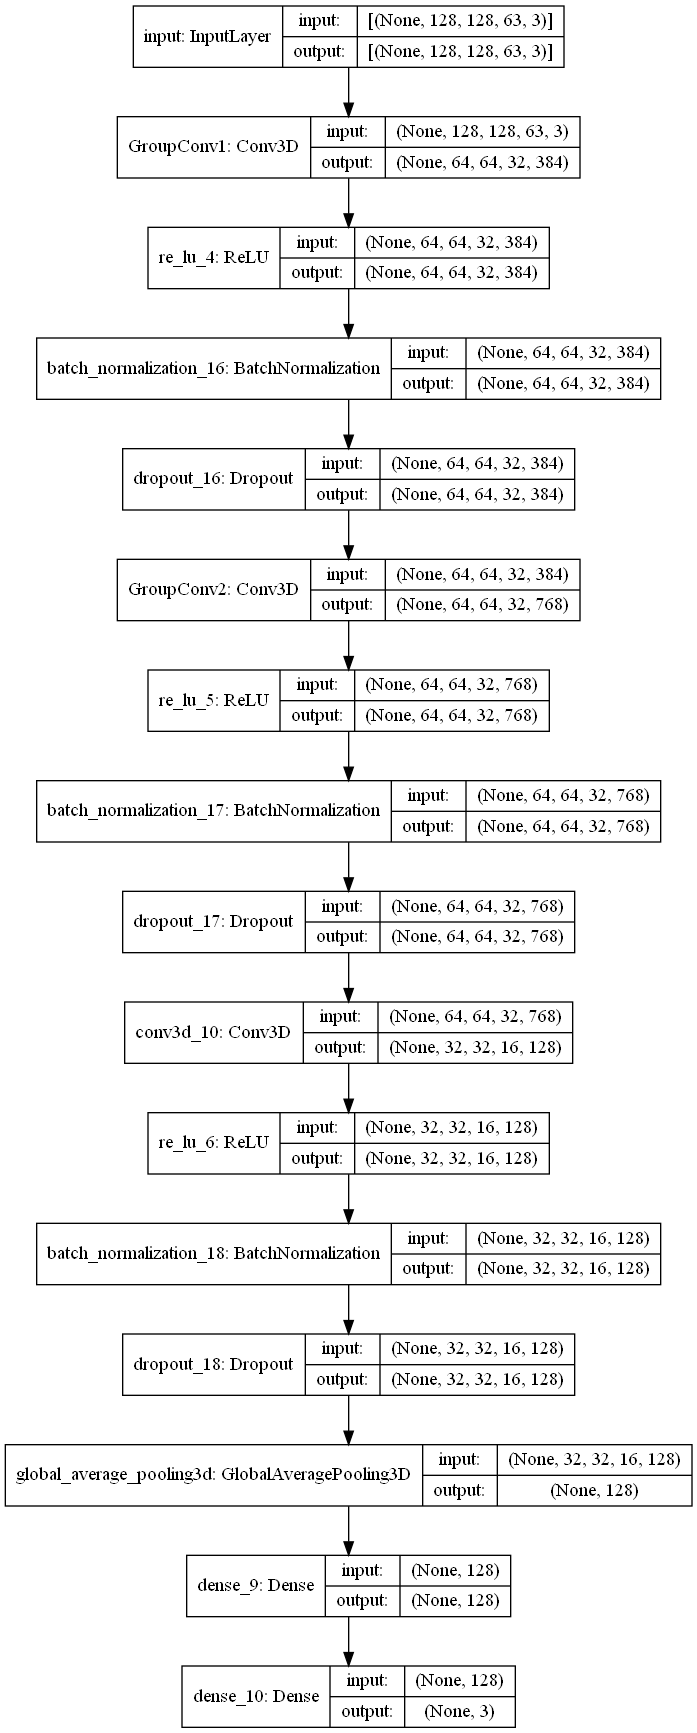 input: InputLayer
input: [(None, 128, 128, 63, 3)]
output: [(None, 128, 128, 63, 3)]
GroupConv1: Conv3D
input: (None, 128, 128, 63, 3)
output: (None, 64, 64, 32, 384)
re_lu_4: ReLU
input: (None, 64, 64, 32, 384)
output: (None, 64, 64, 32, 384)
batch_normalization_16: BatchNormalization
input: (None, 64, 64, 32, 384)
output: (None, 64, 64, 32, 384)
dropout_16: Dropout
input: (None, 64, 64, 32, 384)
output: (None, 64, 64, 32, 384)
GroupConv2: Conv3D
input: (None, 64, 64, 32, 384)
output: (None, 64, 64, 32, 768)
re_lu_5: ReLU
input: (None, 64, 64, 32, 768)
output: (None, 64, 64, 32, 768)
batch_normalization_17: BatchNormalization
input: (None, 64, 64, 32, 768)
output: (None, 64, 64, 32, 768)
dropout_17: Dropout
input: (None, 64, 64, 32, 768)
output: (None, 64, 64, 32, 768)
conv3d_10: Conv3D
input: (None, 64, 64, 32, 768)
output: (None, 32, 32, 16, 128)
re_lu_6: ReLU
input: (None, 32, 32, 16, 128)
output: (None, 32, 32, 16, 128)
batch_normalization_18: BatchNormalization
input: (None, 32, 32, 16, 128)
output: (None, 32, 32, 16, 128)
dropout_18: Dropout
input: (None, 32, 32, 16, 128)
output: (None, 32, 32, 16, 128)
global_average_pooling3d: GlobalAveragePooling3D
input: (None, 32, 32, 16, 128)
output: (None, 128)
dense_9: Dense
input: (None, 128)
output: (None, 128)
dense_10: Dense
input: (None, 128)
output: (None, 3)